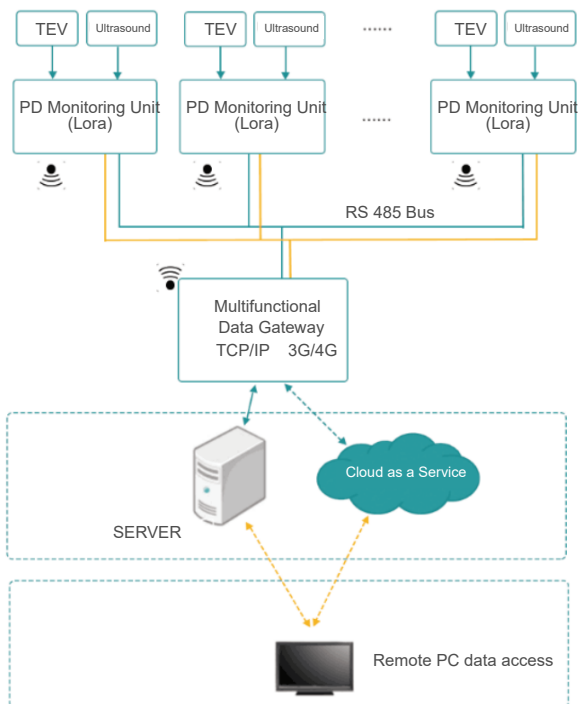 TEV Ultrasound TEV Ultrasound ...... TEV Ultrasound
PD Monitoring Unit PD Monitoring Unit PD Monitoring Unit
(Lora) (Lora) ...... (Lora)
RS 485 Bus
Multifunctional
Data Gateway
TCP/IP 3G/4G
Cloud as a Service
SERVER
Remote PC data access